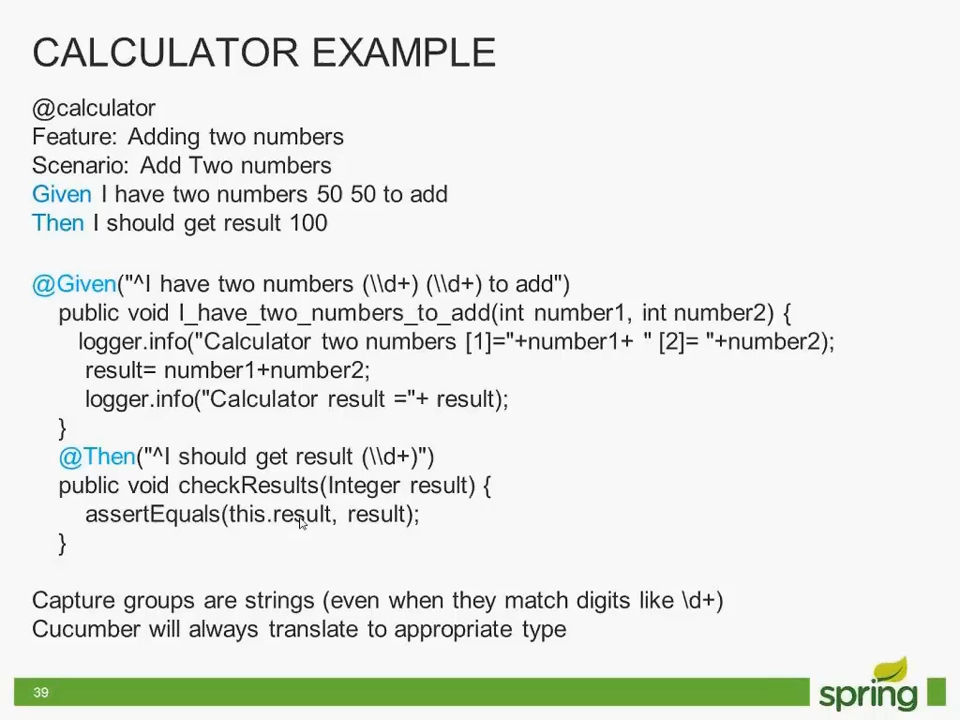 CALCULATOR EXAMPLE
@calculator
Feature: Adding two numbers
Scenario: Add Two numbers
Given I have two numbers 50 50 to add
Then I should get result 100
@Given("^I have two numbers (\\d+) (\\d+) to add")
public void I_have_two_numbers_to_add(int number1, int number2) {
logger.info("Calculator two numbers [1]="+number1+ " [2]= "+number2);
result= number1+number2;
logger.info("Calculator result ="+ result);
}
@Then("^I should get result (\\d+)")
public void checkResults(Integer result) {
assertEquals(this.result, result);
}
Capture groups are strings (even when they match digits like \d+)
Cucumber will always translate to appropriate type
39
spring